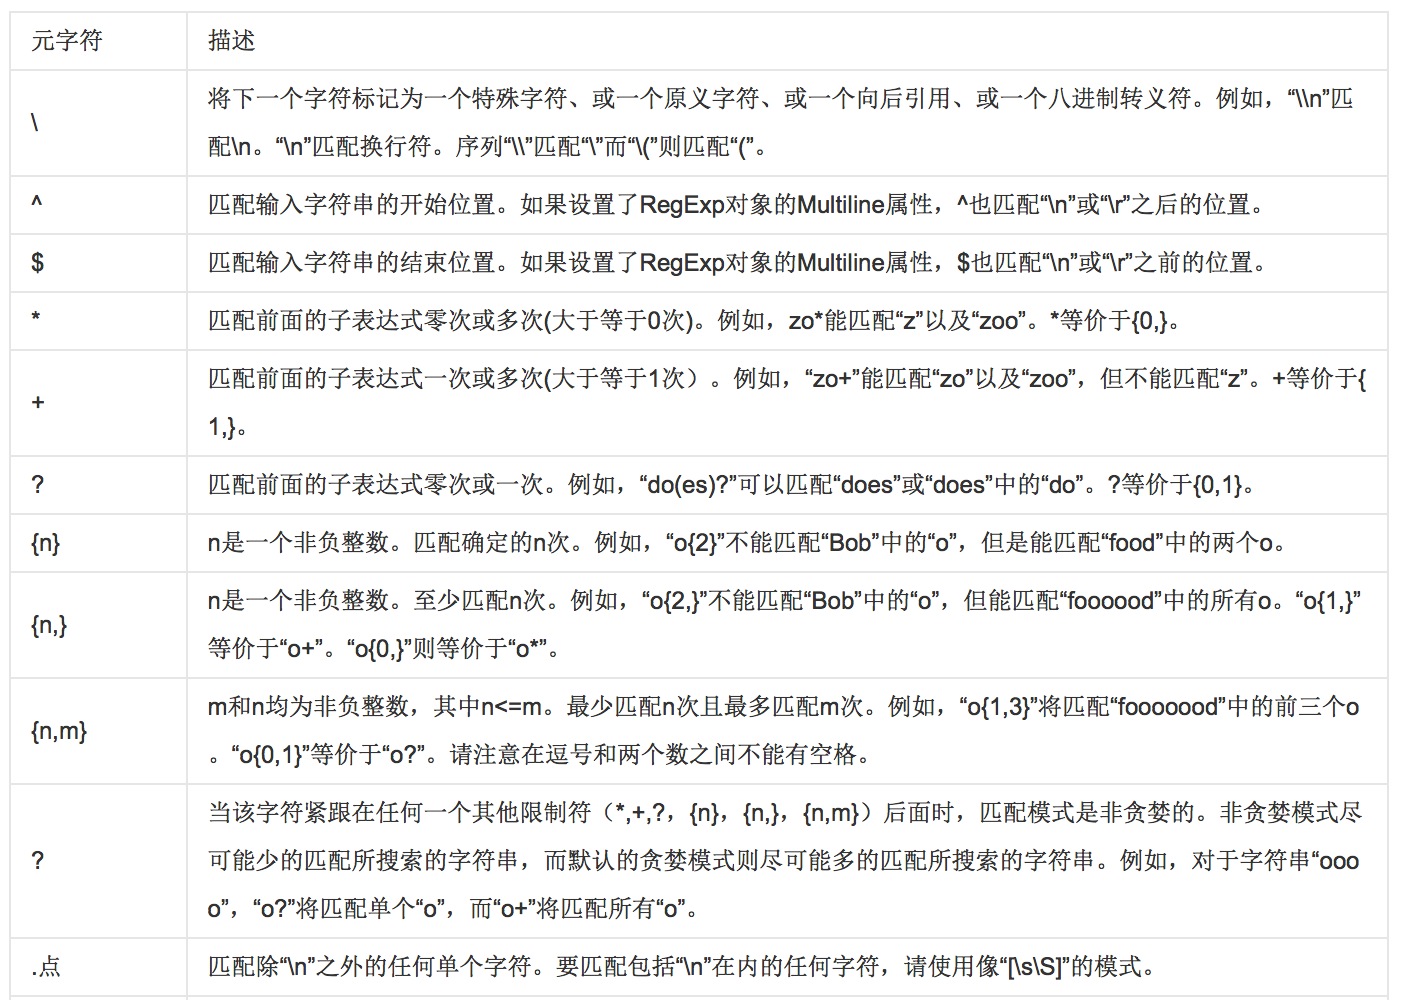 元字符 描述
\
将下一个字符标记为一个特殊字符、或一个原义字符、或一个向后引用、或一个八进制转义符。例如，“\\n”匹
配\n。“\n”匹配换行符。序列“\\”匹配“\”而“\(”则匹配“(”。
^ 匹配输入字符串的开始位置。如果设置了RegExp对象的Multiline属性，^也匹配“\n”或“\r”之后的位置。
$ 匹配输入字符串的结束位置。如果设置了RegExp对象的Multiline属性，$也匹配“\n”或“\r”之前的位置。
* 匹配前面的子表达式零次或多次(大于等于0次)。例如，zo*能匹配“z”以及“zoo”。*等价于{0,}。
+
匹配前面的子表达式一次或多次(大于等于1次）。例如，“zo+”能匹配“zo”以及“zoo”，但不能匹配“z”。+等价于{
1,}。
? 匹配前面的子表达式零次或一次。例如，“do(es)?”可以匹配“does”或“does”中的“do”。?等价于{0,1}。
{n} n是一个非负整数。匹配确定的n次。例如，“o{2}”不能匹配“Bob”中的“o”，但是能匹配“food”中的两个o。
{n,}
n是一个非负整数。至少匹配n次。例如，“o{2,}”不能匹配“Bob”中的“o”，但能匹配“foooood”中的所有o。“o{1,}”
等价于“o+”。“o{0,}”则等价于“o*”。
{n,m}
m和n均为非负整数，其中n<=m。最少匹配n次且最多匹配m次。例如，“o{1,3}”将匹配“fooooood”中的前三个o
。“o{0,1}”等价于“o?”。请注意在逗号和两个数之间不能有空格。
?
当该字符紧跟在任何一个其他限制符（*,+,?，{n}，{n,}，{n,m}）后面时，匹配模式是非贪婪的。非贪婪模式尽
可能少的匹配所搜索的字符串，而默认的贪婪模式则尽可能多的匹配所搜索的字符串。例如，对于字符串“ooo
o”，“o?”将匹配单个“o”，而“o+”将匹配所有“o”。
.点 匹配除“\n”之外的任何单个字符。要匹配包括“\n”在内的任何字符，请使用像“[\s\S]”的模式。